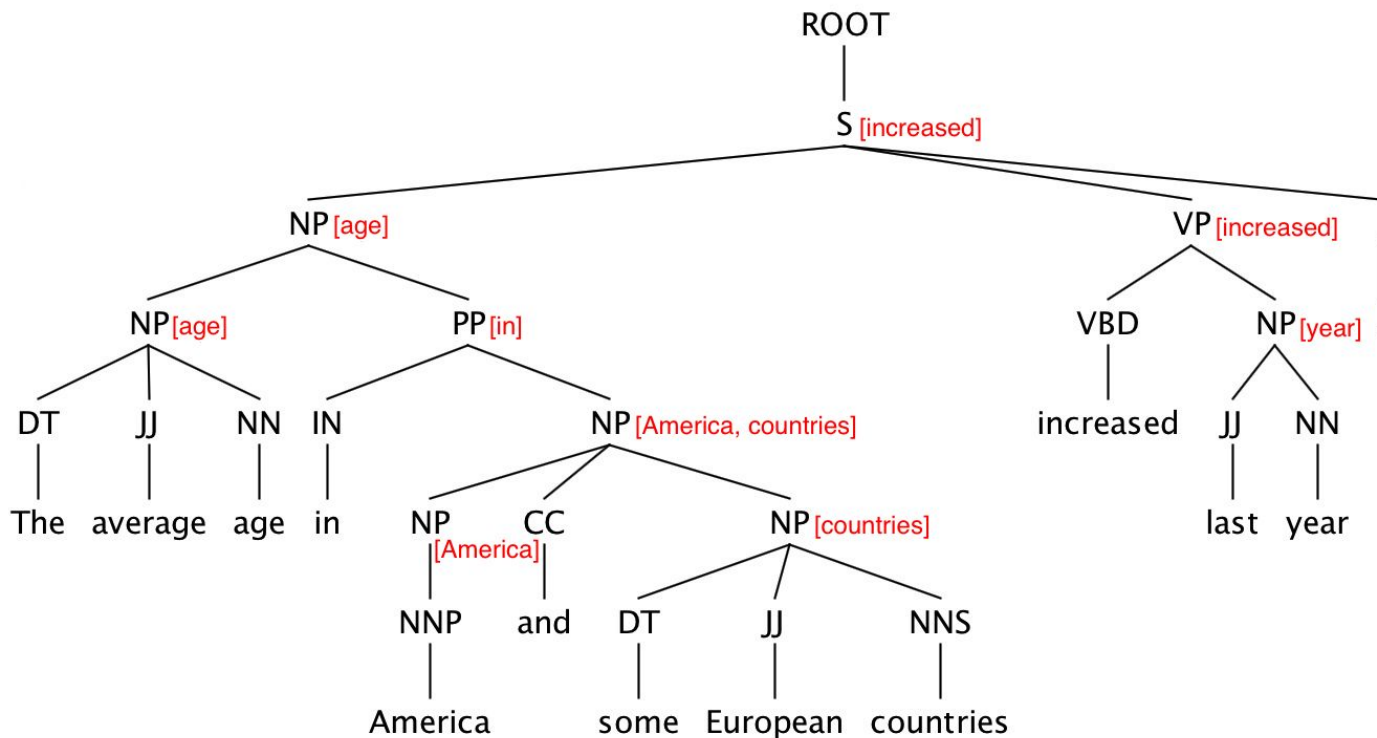 ROOT
S [increased]
NP [age] VP [increased]
NP [age] PP [in] VBD NP [year]
DT JJ NN IN NP [America, countries] increased JJ NN
The average age in NP CC NP [countries] last year
[America]
NNP and DT JJ NNS
America some European countries